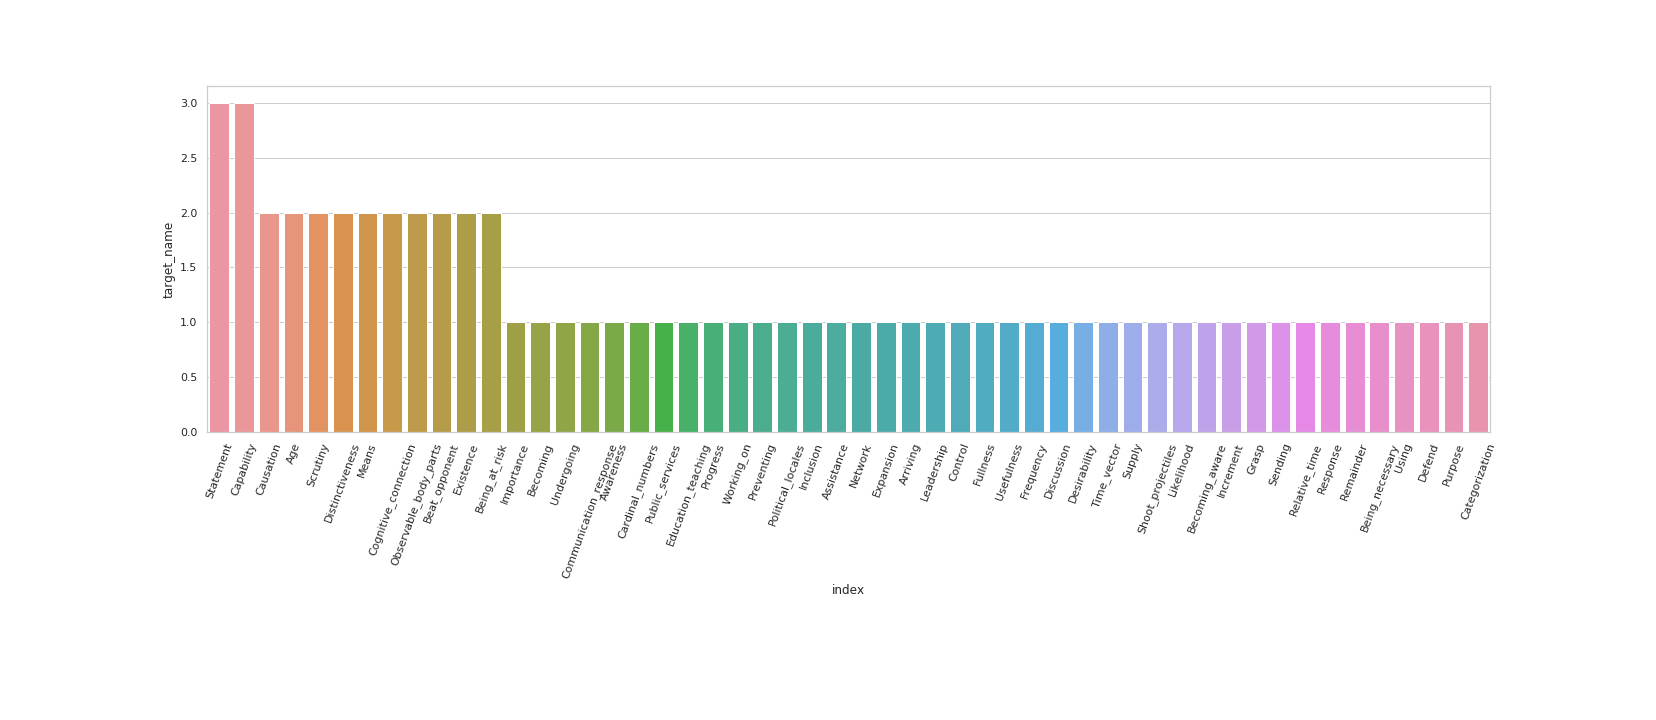 3.0
2.5
2.0
1.5
1.0
0.5
0.0
target_name
Statement
Capability
Causation
Age
Scrutiny
Distinctiveness
Means
Cognitive_connection
Observable_body_parts
Beat_opponent
Existence
Being_at_risk
Importance
Becoming
Undergoing
Communication_response
Awareness
Cardinal_numbers
Public_services
Education_teaching
Progress
Working_on
Preventing
Political_locales
Inclusion
Assistance
Network
Expansion
Arriving
Leadership
Control
Fullness
Usefulness
Frequency
Discussion
Desirability
Time_vector
Supply
Shoot_projectiles
Likelihood
Becoming_aware
Increment
Grasp
Sending
Relative_time
Response
Remainder
Being_necessary
Using
Defend
Purpose
Categorization
index